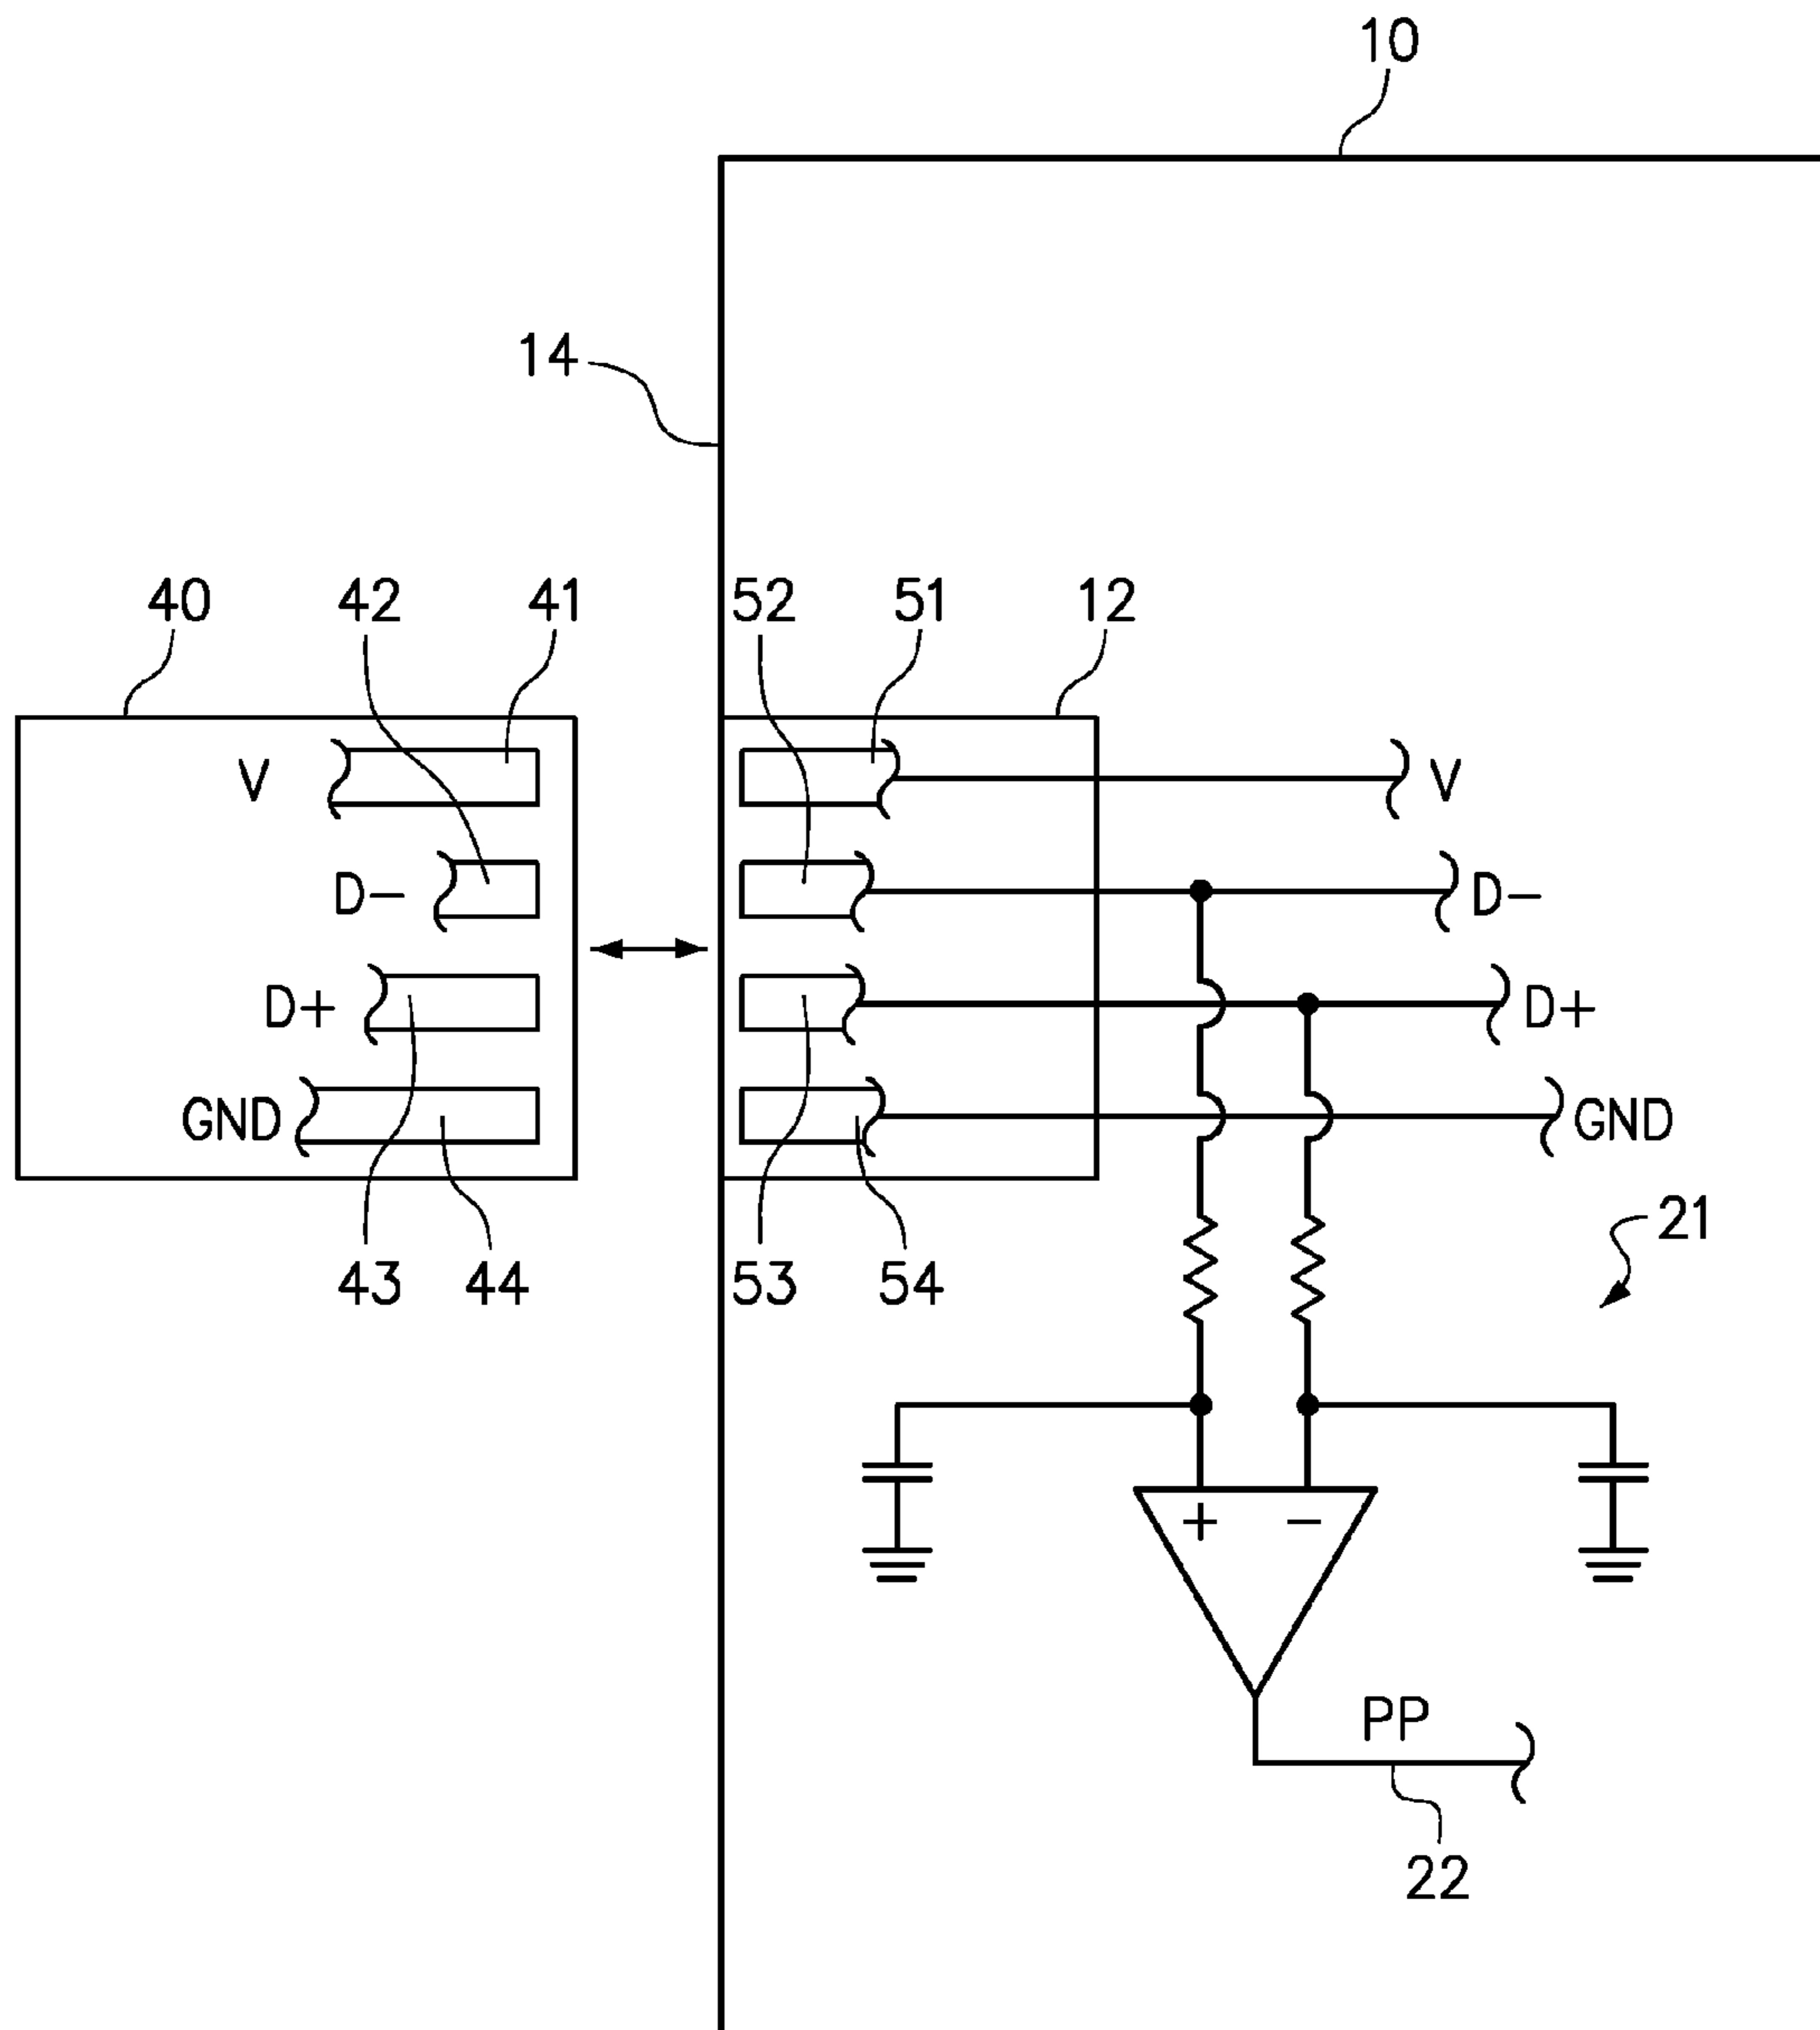 10
14
40 42 41 52 51 12
V V
D− D−
D+ D+
GND GND
21
43 44 53 54
+ −
PP
22